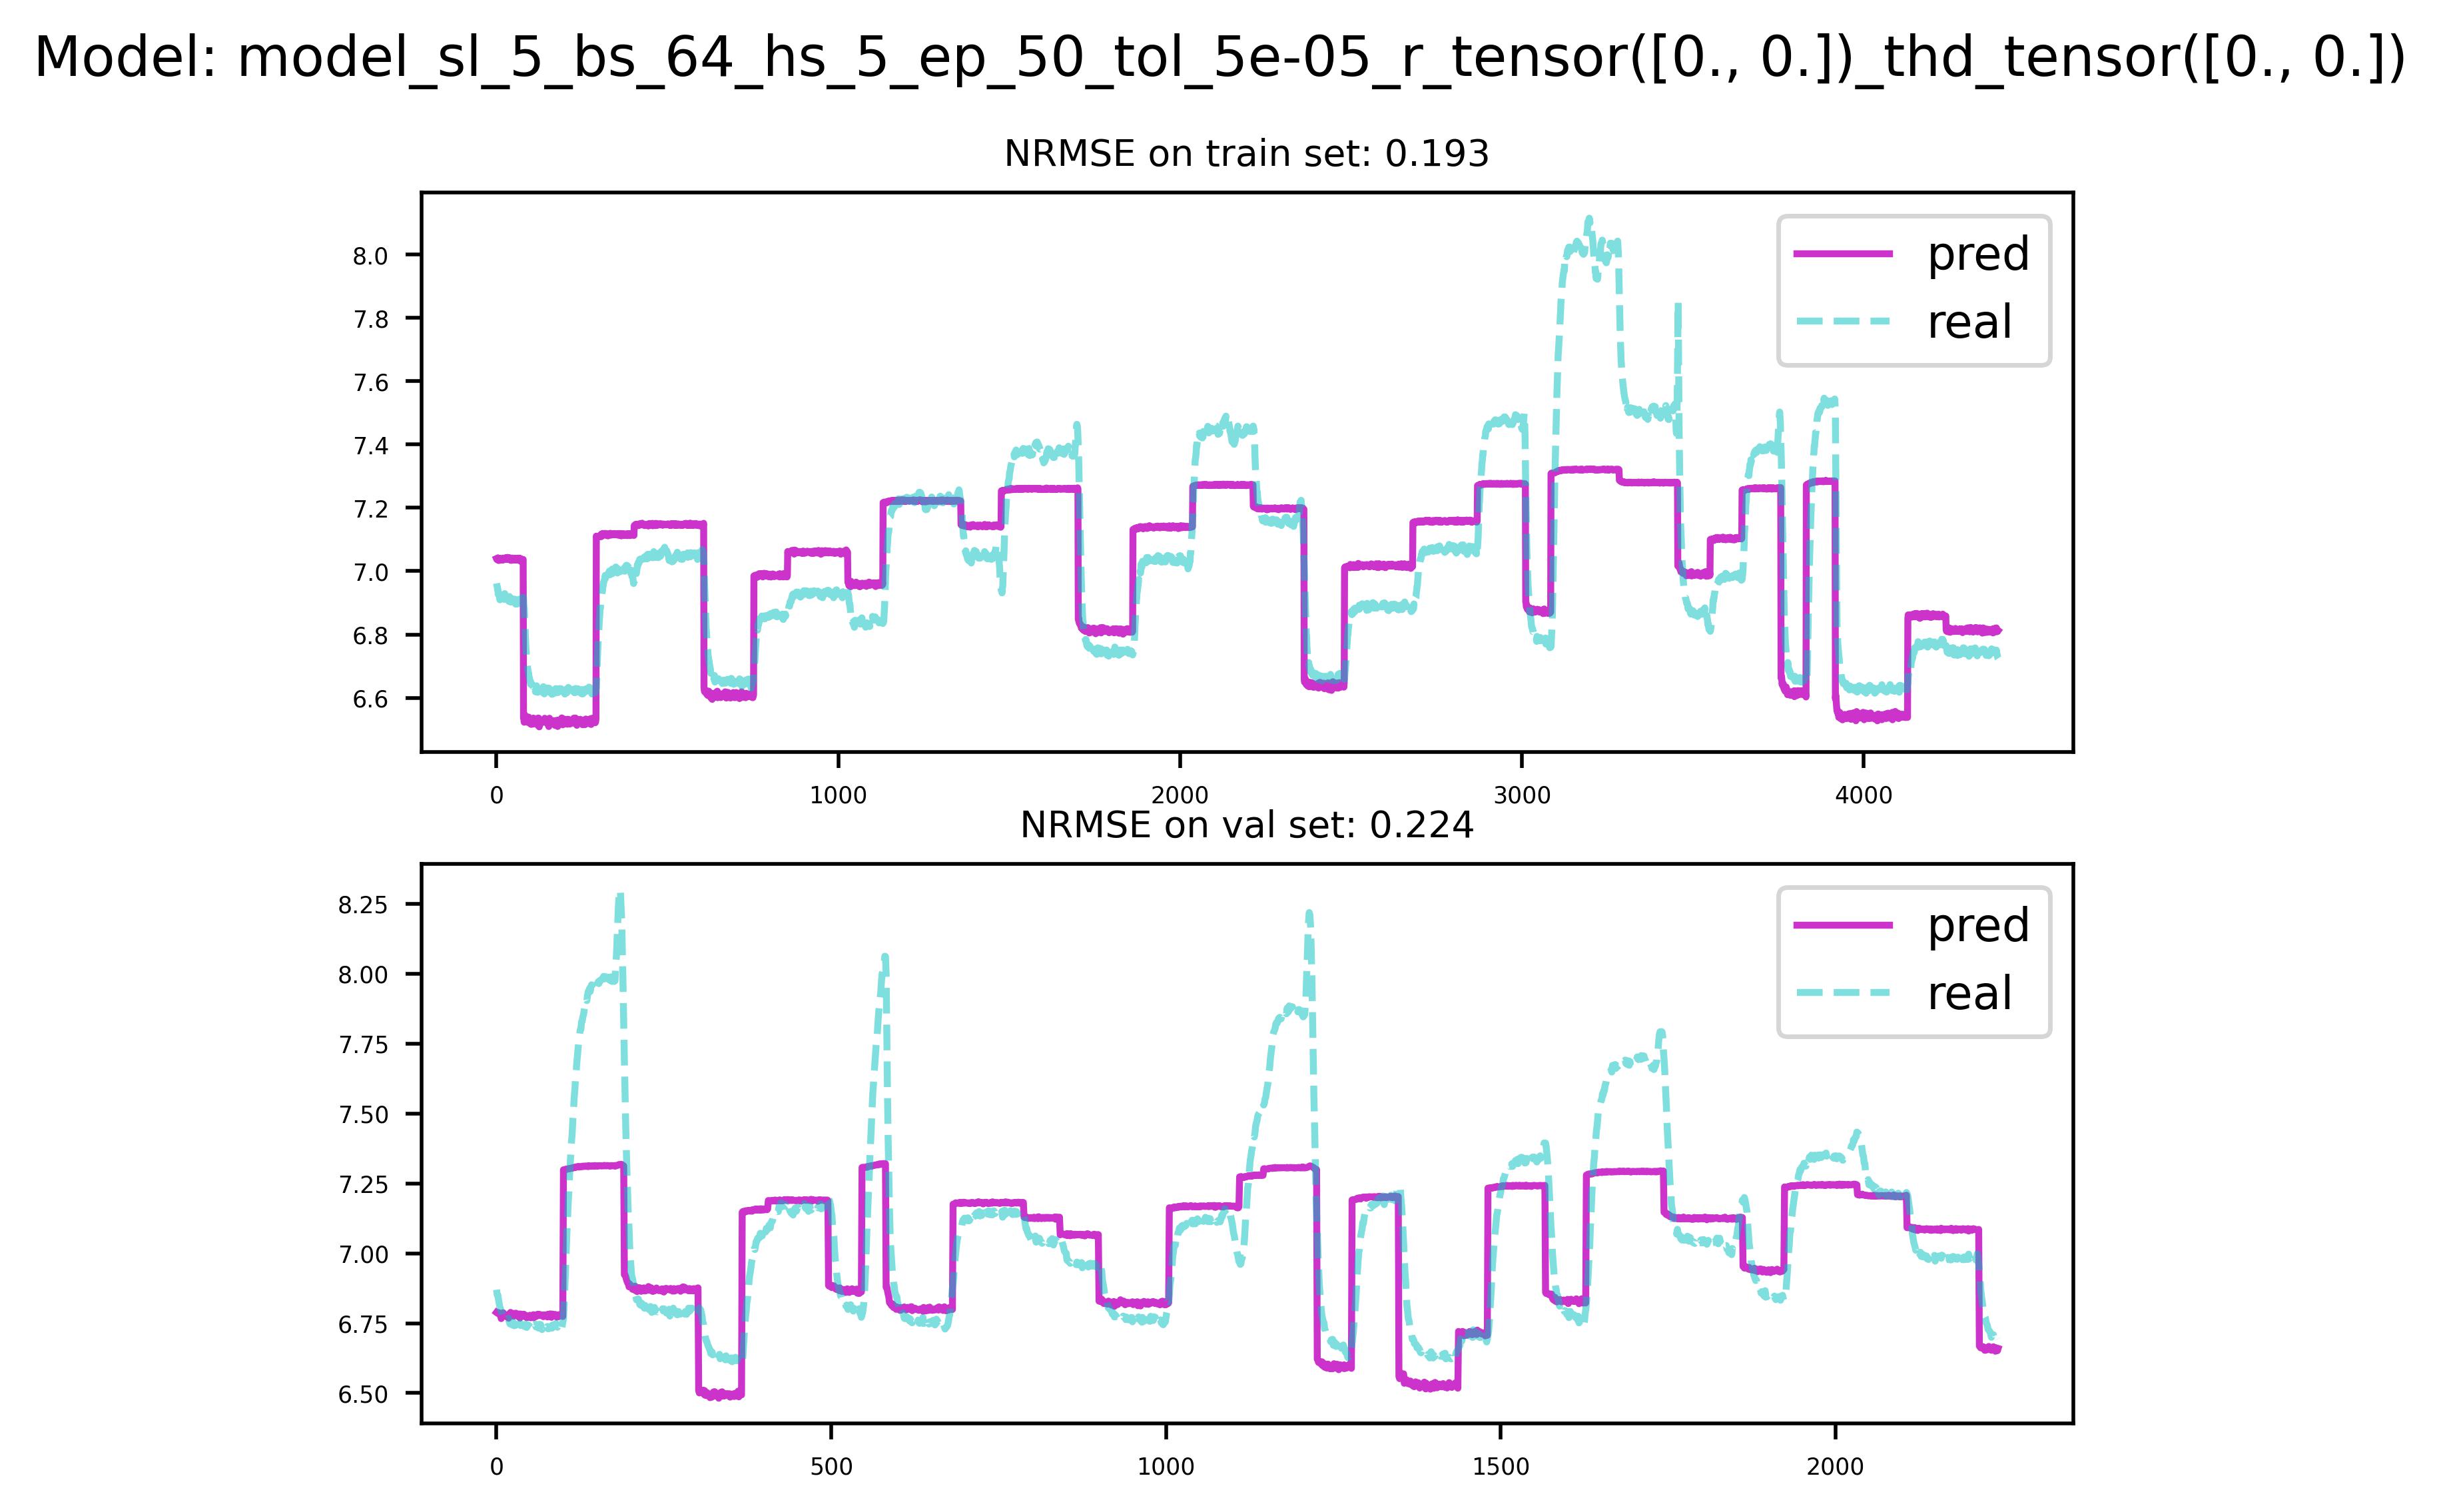 Model: model_sl_5_bs_64_hs_5_ep_50_tol_5e-05_r_tensor([0., 0.])_thd_tensor([0., 0.])
NRMSE on train set: 0.193
8.0
7.8
7.6
7.4
7.2
7.0
6.8
6.6
pred
real
0 1000 2000 3000 4000
NRMSE on val set: 0.224
8.25
8.00
7.75
7.50
7.25
7.00
6.75
6.50
pred
real
0 500 1000 1500 2000